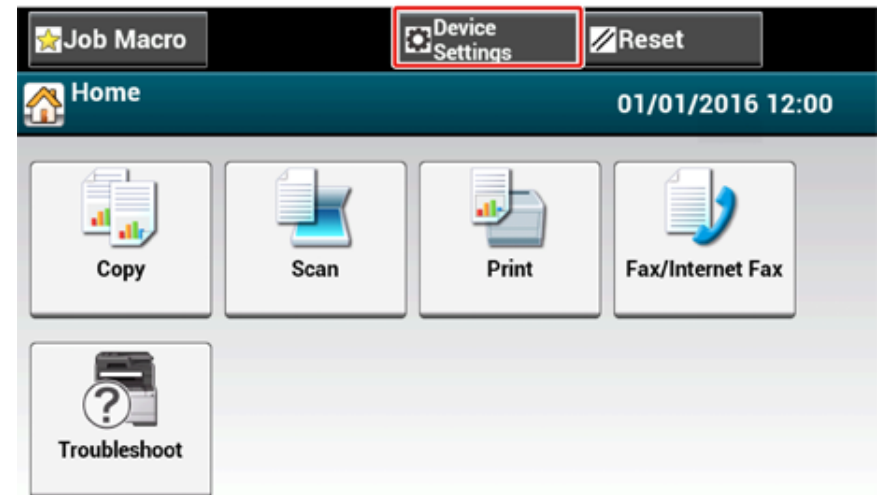 Job Macro
Device
Settings
Reset
Home
01/01/2016 12:00
Copy
Scan
Print
Fax/Internet Fax
Troubleshoot